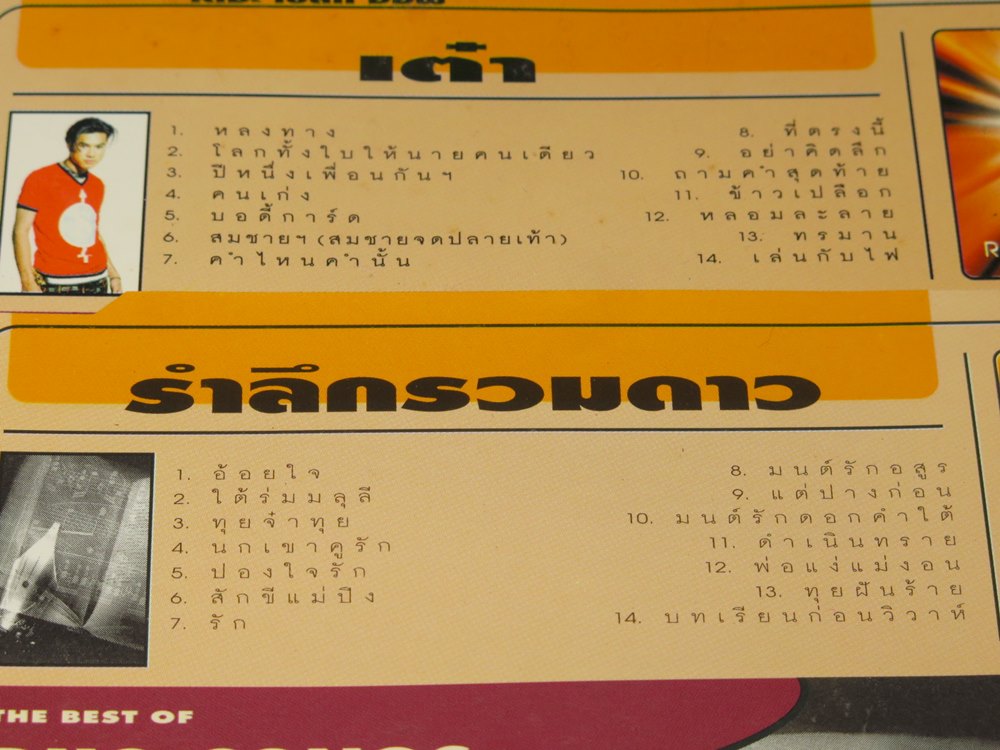 เต๋า
1. หลงทาง
2. โลกทั้งใบให้นายคนเดียว
3. ปีหนึ่งเพื่อนกันฯ
4. คนเก่ง
5. บอดี้การ์ด
6. สมชายฯ (สมชายจดปลายเท้า)
7. คำไหนคำนั้น
8. ที่ตรงนี้
9. อย่าคิดลึก
10. ถามคำสุดท้าย
11. ข้าวเปลือก
12. หลอมละลาย
13. ทรมาน
14. เล่นกับไฟ
รำลึกรวมดาว
1. อ้อยใจ
2. ใต้ร่มมลุลี
3. ทุยจ๋าทุย
4. นกเขาคูรัก
5. ปองใจรัก
6. สักขีแม่ปิง
7. รัก
8. มนต์รักอสูร
9. แต่ปางก่อน
10. มนต์รักดอกคำใต้
11. ดำเนินทราย
12. พ่อแง่แม่งอน
13. ทุยฝันร้าย
14. บทเรียนก่อนวิวาห์
THE BEST OF